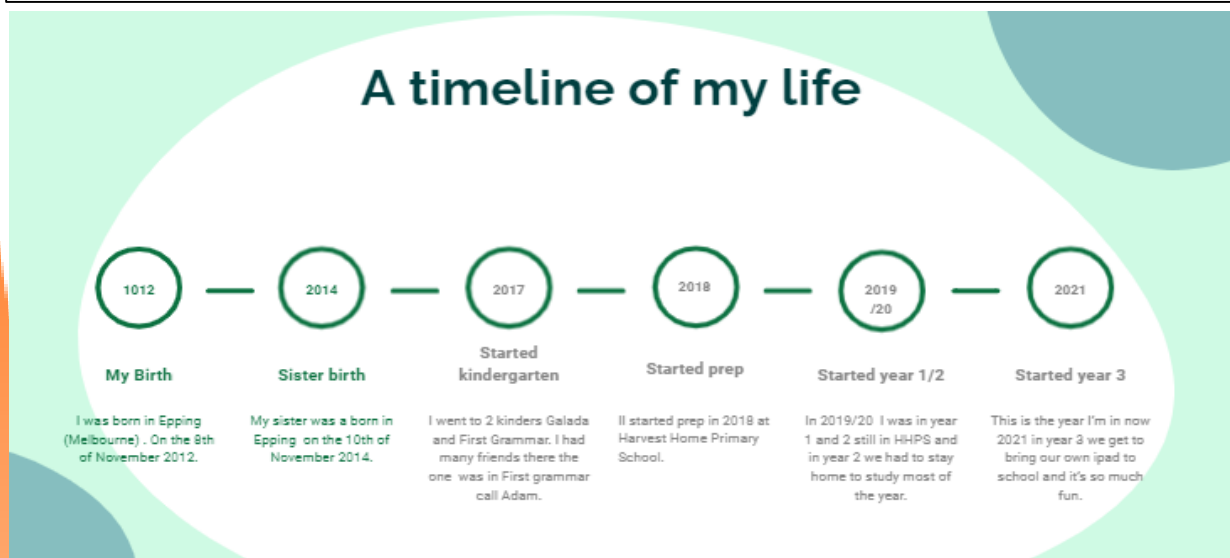 A timeline of my life
1012
2014
2017
2018
2019
/20
2021
My Birth
Sister birth
Started
kindergarten
Started prep
Started year 1/2
Started year 3
I was born in Epping
(Melbourne) . On the 8th
of November 2012.
My sister was a born in
Epping on the 10th of
November 2014.
I went to 2 kinders Galada
and First Grammar. I had
many friends there the
one was in First grammar
call Adam.
II started prep in 2018 at
Harvest Home Primary
School.
In 2019/20 I was in year
1 and 2 still in HHPS and
in year 2 we had to stay
home to study most of
the year.
This is the year I'm in now
2021 in year 3 we get to
bring our own ipad to
school and it's so much
fun.